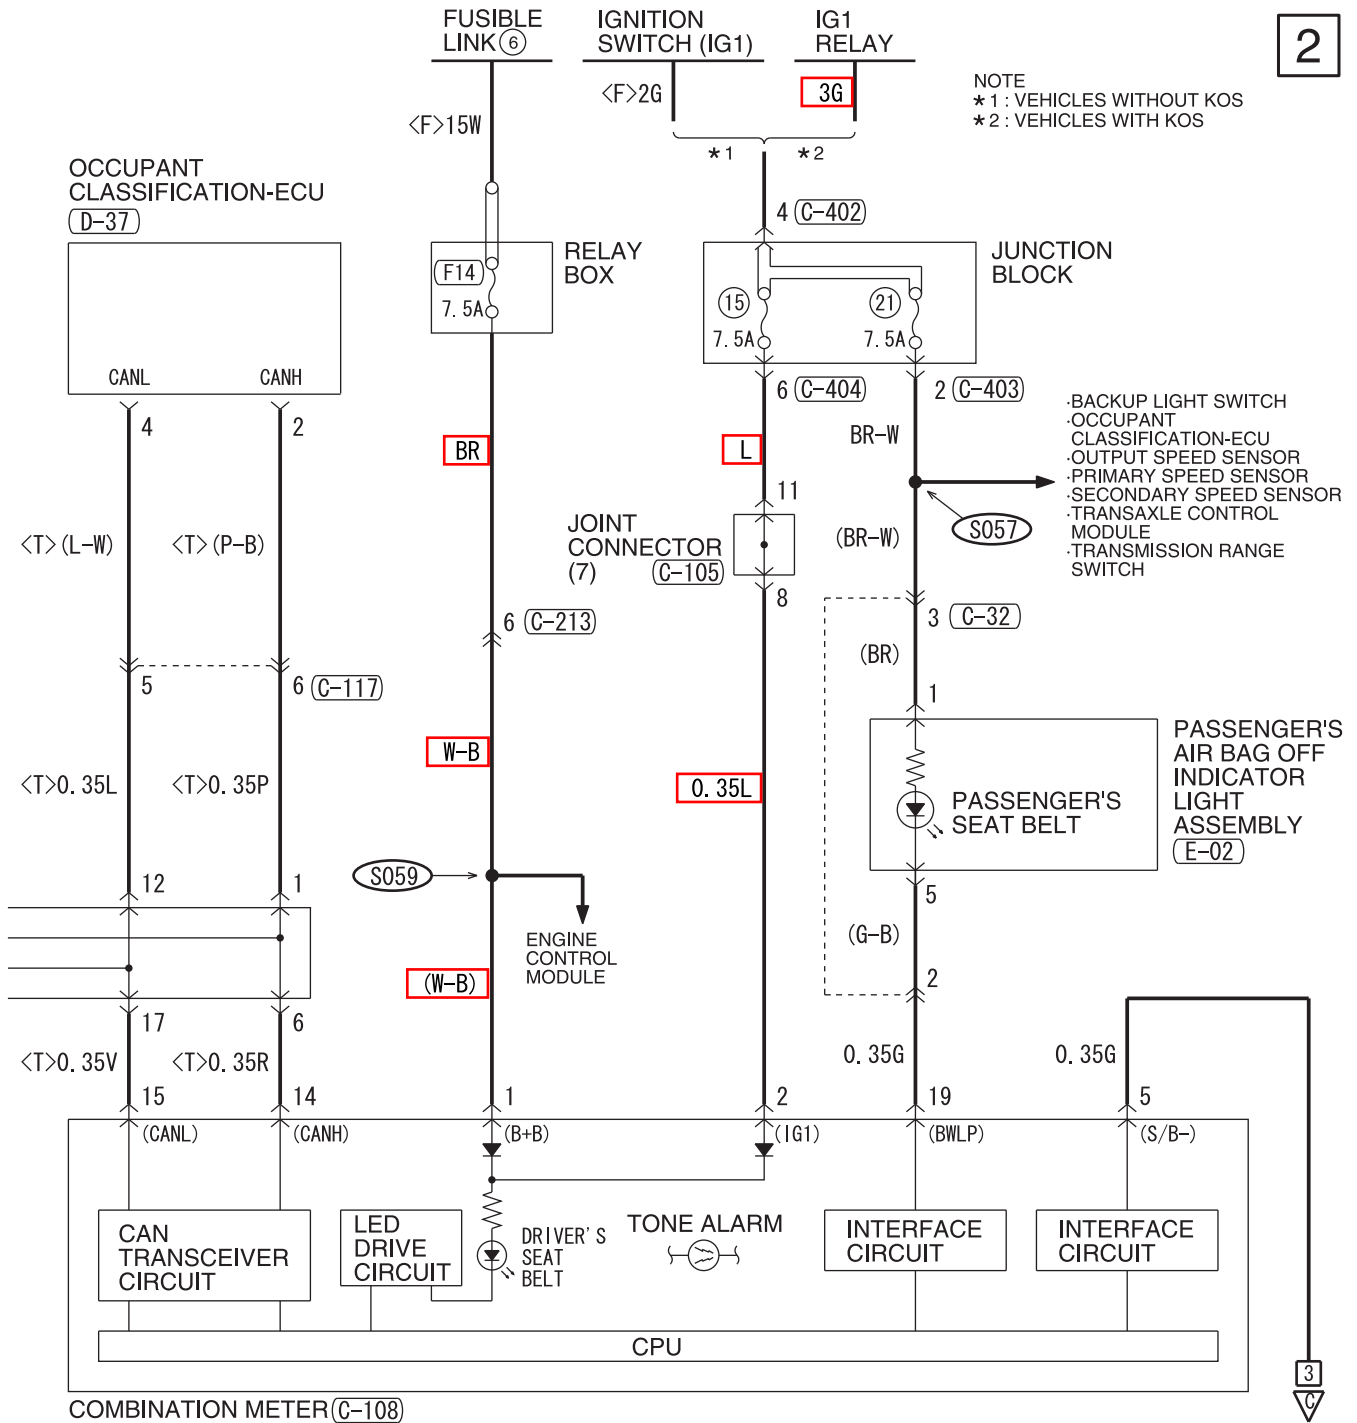 FUSIBLE
LINK 6
IGNITION
SWITCH (IG1)
IG1
RELAY
2
<F>15W
<F>2G
3G
NOTE
*1 : VEHICLES WITHOUT KOS
*2 : VEHICLES WITH KOS
*1
*2
OCCUPANT
CLASSIFICATION-ECU
D-37
4 C-402
RELAY
BOX
F14
7.5A
JUNCTION
BLOCK
15
7.5A
21
7.5A
CANL
CANH
4
2
6 C-404
2 C-403
BR
L
BR-W
·BACKUP LIGHT SWITCH
·OCCUPANT
CLASSIFICATION-ECU
·OUTPUT SPEED SENSOR
·PRIMARY SPEED SENSOR
·SECONDARY SPEED SENSOR
·TRANSAXLE CONTROL
MODULE
·TRANSMISSION RANGE
SWITCH
S057
11
JOINT
CONNECTOR
(7)
C-105
8
<T>(L-W)
<T>(P-B)
(BR-W)
6 C-213
3 C-32
(BR)
5
6 C-117
1
W-B
<T>0.35L
<T>0.35P
0.35L
PASSENGER'S
SEAT BELT
PASSENGER'S
AIR BAG OFF
INDICATOR
LIGHT
ASSEMBLY
E-02
12
1
S059
5
ENGINE
CONTROL
MODULE
(G-B)
(W-B)
2
17
6
<T>0.35V
<T>0.35R
0.35G
0.35G
15
14
1
2
19
5
(CANL)
(CANH)
(B+B)
(IG1)
(BWLP)
(S/B-)
CAN
TRANSCEIVER
CIRCUIT
LED
DRIVE
CIRCUIT
DRIVER'S
SEAT
BELT
TONE ALARM
INTERFACE
CIRCUIT
INTERFACE
CIRCUIT
CPU
3
C
COMBINATION METER C-108